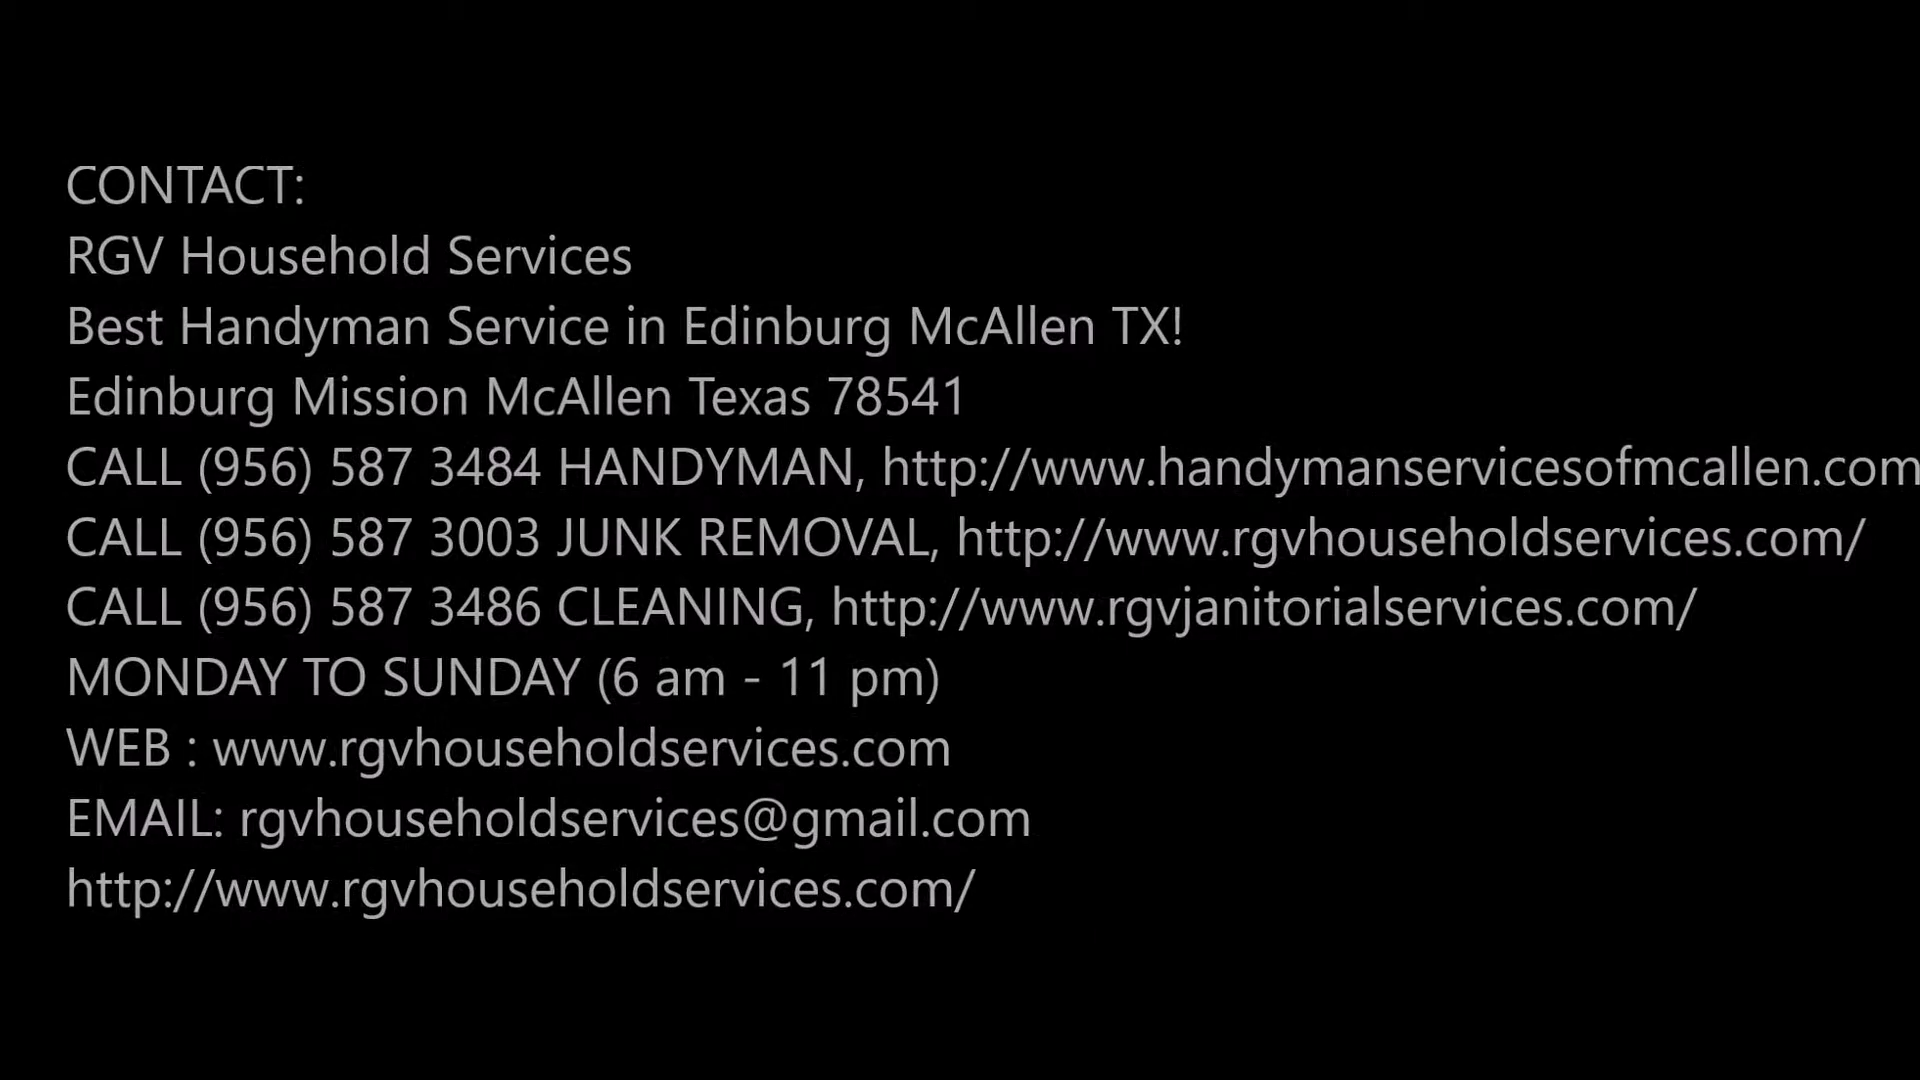 CONTACT:
RGV Household Services
Best Handyman Service in Edinburg McAllen TX!
Edinburg Mission McAllen Texas 78541
CALL (956) 587 3484 HANDYMAN, http://www.handymanservicesofmcallen.com
CALL (956) 587 3003 JUNK REMOVAL, http://www.rgvhouseholdservices.com/
CALL (956) 587 3486 CLEANING, http://www.rgvjanitorialservices.com/
MONDAY TO SUNDAY (6 am - 11 pm)
WEB : www.rgvhouseholdservices.com
EMAIL: rgvhouseholdservices@gmail.com
http://www.rgvhouseholdservices.com/